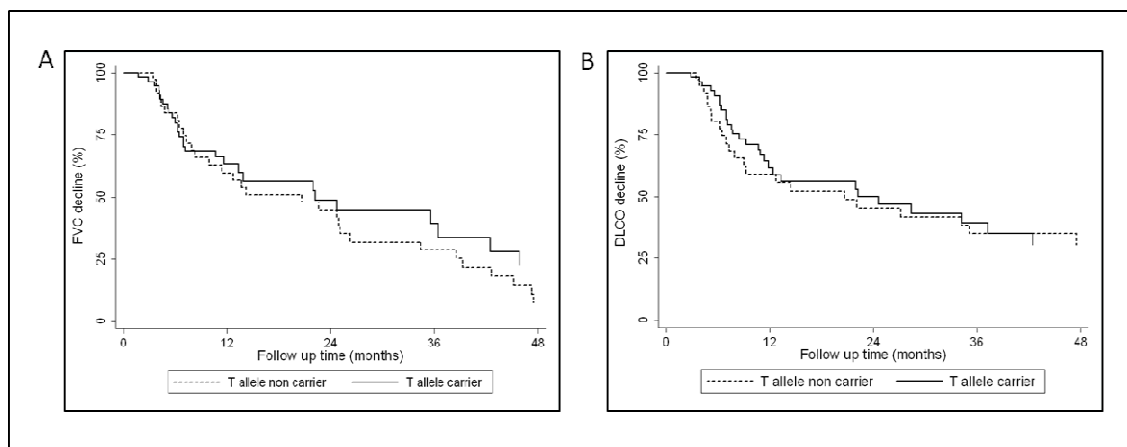 A
FVC decline (%)
100
75
50
25
0
0 12 24 36 48
Follow up time (months)
T allele non carrier T allele carrier
B
DLCO decline (%)
100
75
50
25
0
0 12 24 36 48
Follow up time (months)
T allele non carrier T allele carrier